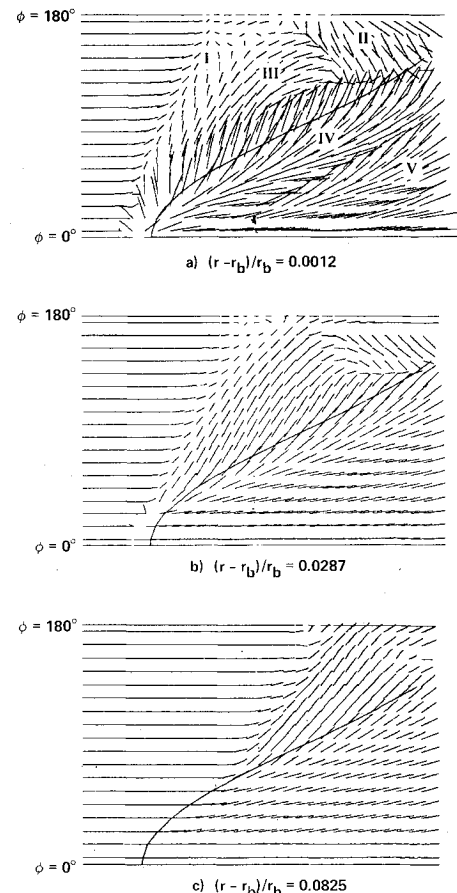 φ = 180°
I
II
III
IV
V
φ = 0°
a) (r - r_b)/r_b = 0.0012
φ = 180°
φ = 0°
b) (r - r_b)/r_b = 0.0287
φ = 180°
φ = 0°
c) (r - r_b)/r_b = 0.0825